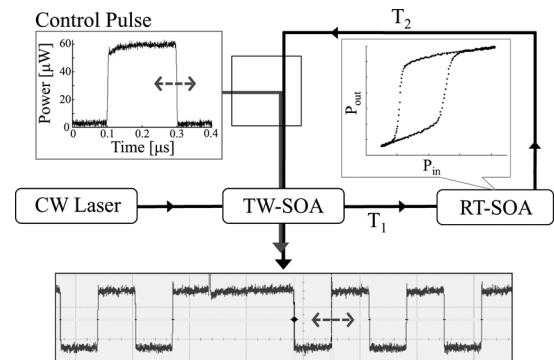 Control Pulse
Power [µW]
60
40
20
0
0 0.1 0.2 0.3 0.4
Time [µs]
T2
Pout
Pin
CW Laser
TW-SOA
T1
RT-SOA